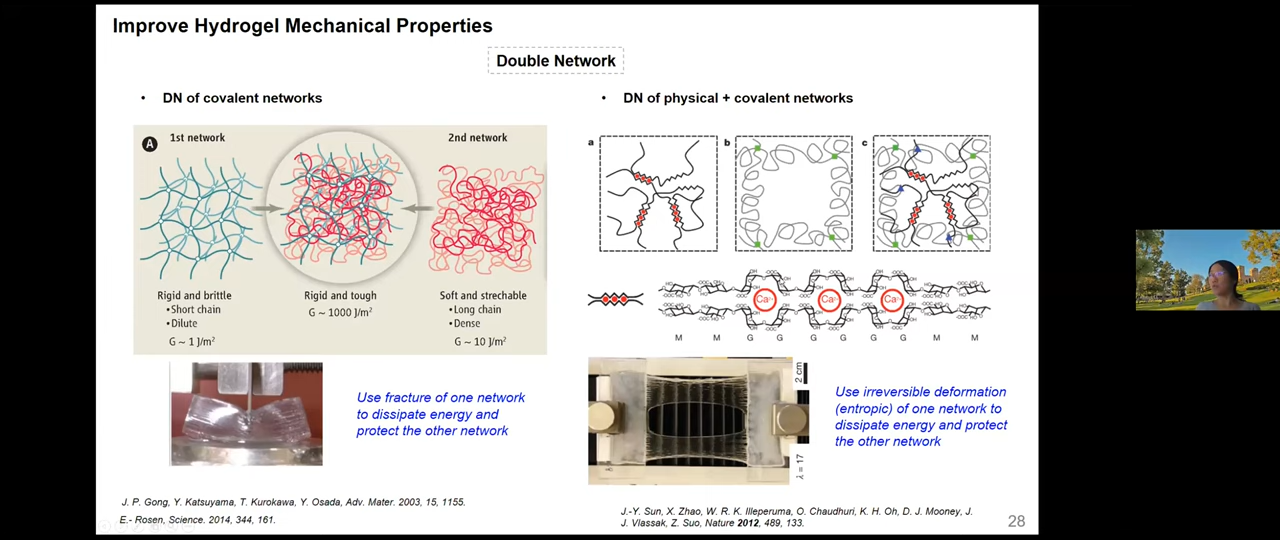 Improve Hydrogel Mechanical Properties
Double Network
• DN of covalent networks
A
1st network
2nd network
Rigid and brittle
•Short chain
•Dilute
G ~ 1 J/m²
Rigid and tough
G ~ 1000 J/m²
Soft and strechable
•Long chain
•Dense
G ~ 10 J/m²
Use fracture of one network
to dissipate energy and
protect the other network
J. P. Gong, Y. Katsuyama, T. Kurokawa, Y. Osada, Adv. Mater. 2003, 15, 1155.
E.- Rosen, Science. 2014, 344, 161.
• DN of physical + covalent networks
a
b
c
Ca²⁺
Ca²⁺
Ca²⁺
M M G G G G G M M
2 cm
λ = 17
Use irreversible deformation
(entropic) of one network to
dissipate energy and protect
the other network
J.-Y. Sun, X. Zhao, W. R. K. Illeperuma, O. Chaudhuri, K. H. Oh, D. J. Mooney, J.
J. Vlassak, Z. Suo, Nature 2012, 489, 133.
28